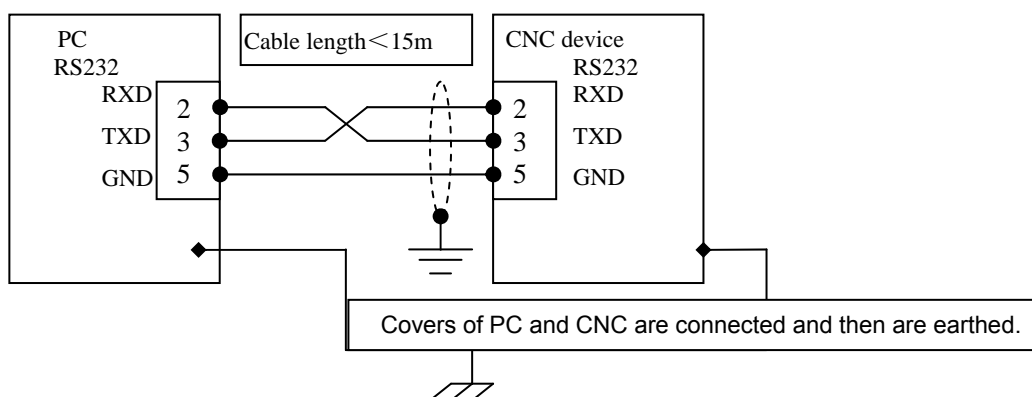 PC
RS232
RXD
2
TXD
3
GND
5
Cable length＜15m
CNC device
RS232
2
RXD
3
TXD
5
GND
Covers of PC and CNC are connected and then are earthed.